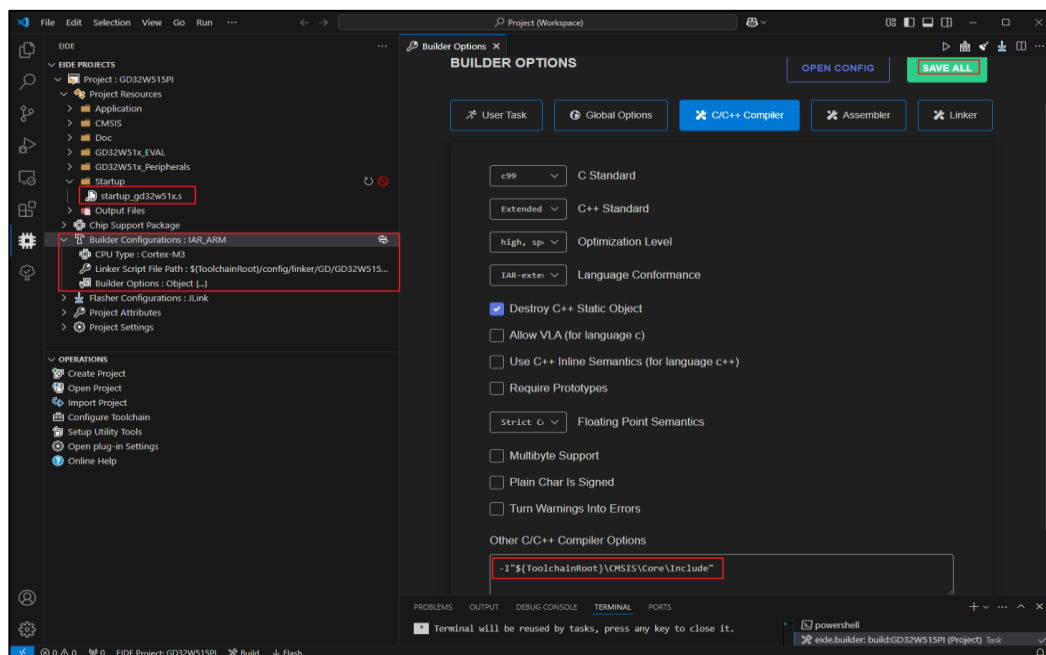 File Edit Selection View Go Run ··· Project (Workspace)
EIDE ···
EIDE PROJECTS
Project : GD32W515PI
Project Resources
Application
CMSIS
Doc
GD32W51x_EVAL
GD32W51x_Peripherals
Startup
startup_gd32w51x.s
Output Files
Chip Support Package
Builder Configurations : IAR_ARM
CPU Type : Cortex-M3
Linker Script File Path : ${ToolchainRoot}/config/linker/GD/GD32W515...
Builder Options : Object {...}
Flasher Configurations : JLink
Project Attributes
Project Settings
OPERATIONS
Create Project
Open Project
Import Project
Configure Toolchain
Setup Utility Tools
Open plug-in Settings
Online Help
Builder Options
BUILDER OPTIONS
OPEN CONFIG
SAVE ALL
User Task Global Options C/C++ Compiler Assembler Linker
c99 C Standard
Extended C++ Standard
high, sp Optimization Level
IAR-exte Language Conformance
Destroy C++ Static Object
Allow VLA (for language c)
Use C++ Inline Semantics (for language c++)
Require Prototypes
Strict Floating Point Semantics
Multibyte Support
Plain Char Is Signed
Turn Warnings Into Errors
Other C/C++ Compiler Options
-I"${ToolchainRoot}\CMSIS\Core\Include"
PROBLEMS OUTPUT DEBUG CONSOLE TERMINAL PORTS
* Terminal will be reused by tasks, press any key to close it.
powershell
eide.builder: build:GD32W515PI (Project) Task
0 0 0 EIDE Project: GD32W515PI Build Flash